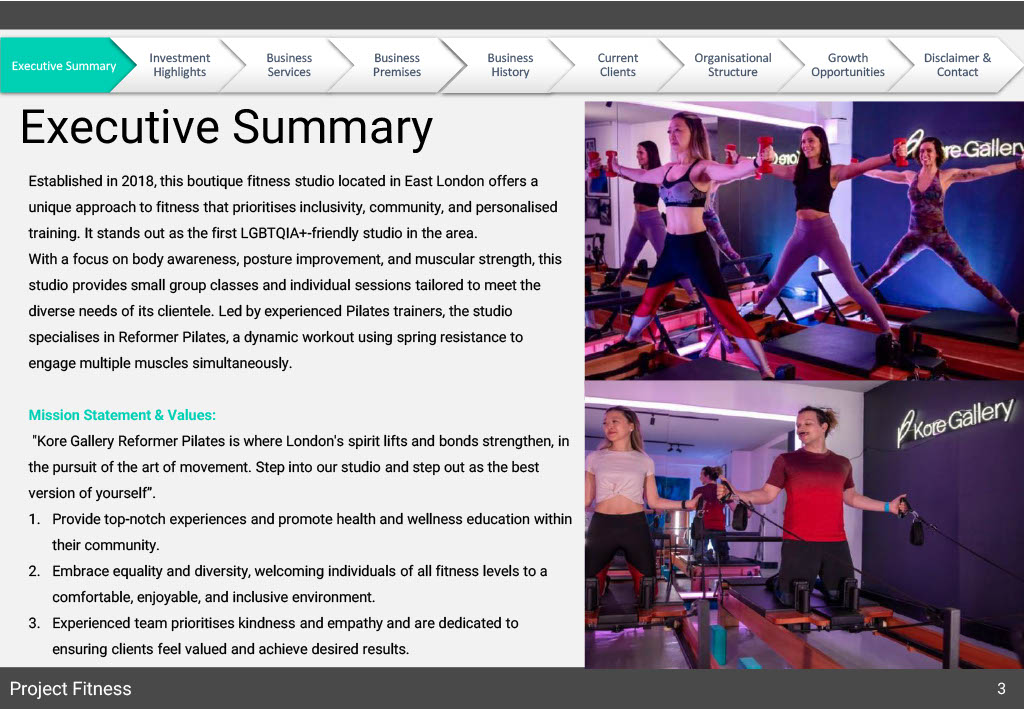 Executive Summary
Investment
Highlights
Business
Services
Business
Premises
Business
History
Current
Clients
Organisational
Structure
Growth
Opportunities
Disclaimer &
Contact
Executive Summary
Established in 2018, this boutique fitness studio located in East London offers a
unique approach to fitness that prioritises inclusivity, community, and personalised
training. It stands out as the first LGBTQIA+-friendly studio in the area.
With a focus on body awareness, posture improvement, and muscular strength, this
studio provides small group classes and individual sessions tailored to meet the
diverse needs of its clientele. Led by experienced Pilates trainers, the studio
specialises in Reformer Pilates, a dynamic workout using spring resistance to
engage multiple muscles simultaneously.
Mission Statement & Values:
"Kore Gallery Reformer Pilates is where London's spirit lifts and bonds strengthen, in
the pursuit of the art of movement. Step into our studio and step out as the best
version of yourself”.
1. Provide top-notch experiences and promote health and wellness education within
their community.
2. Embrace equality and diversity, welcoming individuals of all fitness levels to a
comfortable, enjoyable, and inclusive environment.
3. Experienced team prioritises kindness and empathy and are dedicated to
ensuring clients feel valued and achieve desired results.
Gallery
Kore Gallery
Project Fitness
3